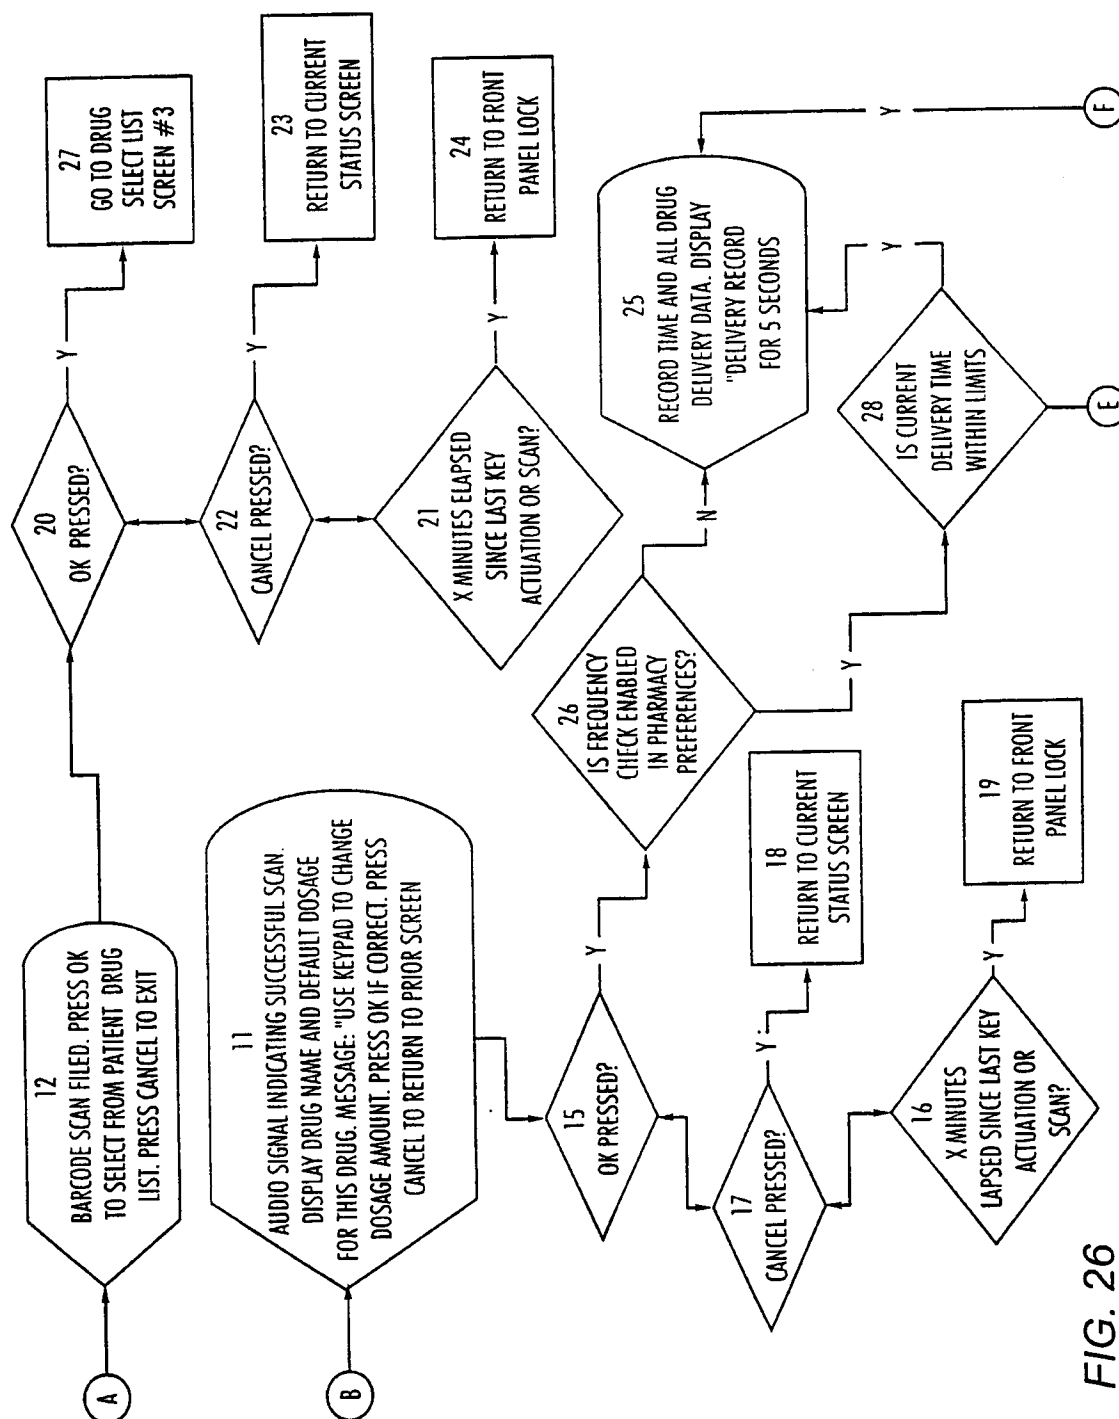 A
12
BARCODE SCAN FILED. PRESS OK
TO SELECT FROM PATIENT DRUG
LIST. PRESS CANCEL TO EXIT
20
OK PRESSED?
Y
27
GO TO DRUG
SELECT LIST
SCREEN #3
22
CANCEL PRESSED?
Y
23
RETURN TO CURRENT
STATUS SCREEN
21
X MINUTES ELAPSED
SINCE LAST KEY
ACTUATION OR SCAN?
Y
24
RETURN TO FRONT
PANEL LOCK
B
11
AUDIO SIGNAL INDICATING SUCCESSFUL SCAN.
DISPLAY DRUG NAME AND DEFAULT DOSAGE
FOR THIS DRUG. MESSAGE: "USE KEYPAD TO CHANGE
DOSAGE AMOUNT. PRESS OK IF CORRECT. PRESS
CANCEL TO RETURN TO PRIOR SCREEN
15
OK PRESSED?
Y
26
IS FREQUENCY
CHECK ENABLED
IN PHARMACY
PREFERENCES?
N
25
RECORD TIME AND ALL DRUG
DELIVERY DATA. DISPLAY
"DELIVERY RECORD
FOR 5 SECONDS
Y
F
Y
28
IS CURRENT
DELIVERY TIME
WITHIN LIMITS
Y
E
17
CANCEL PRESSED?
Y
18
RETURN TO CURRENT
STATUS SCREEN
16
X MINUTES
LAPSED SINCE LAST KEY
ACTUATION OR
SCAN?
Y
19
RETURN TO FRONT
PANEL LOCK
FIG. 26